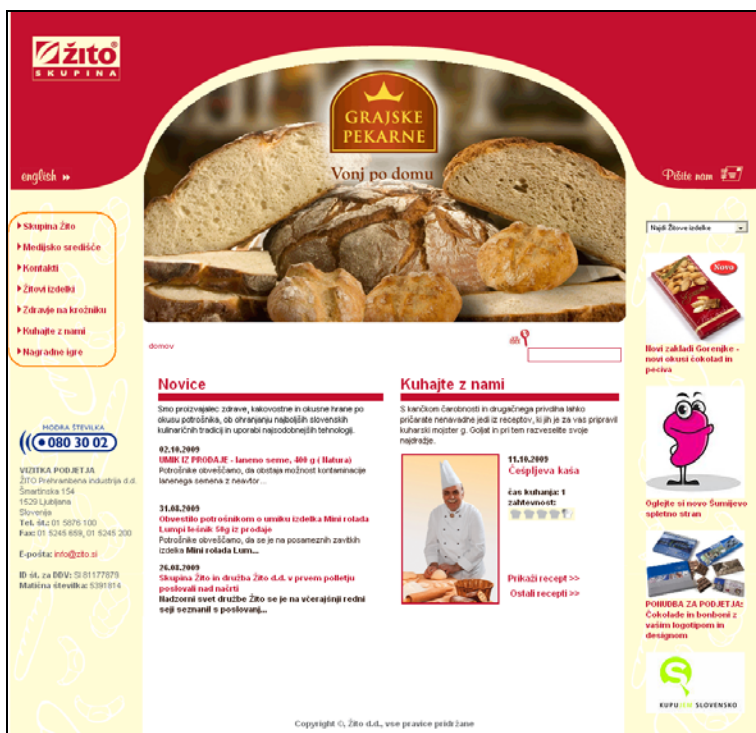 žito®
SKUPINA
GRAJSKE
PEKARNE
Vonj po domu
english »
Pišite nam
Skupina Žito
Medijsko središče
Kontakti
Žitovi izdelki
Zdravje na krožniku
Kuhajte z nami
Nagradne igre
MODRA ŠTEVILKA
080 30 02
VIZITKA PODJETJA
ŽITO Prehrambena industrija d.d.
Šmartinska 154
1529 Ljubljana
Slovenija
Tel. št.: 01 5876 100
Fax: 01 5245 659, 01 5245 200
E-pošta: info@zito.si
ID št. za DDV: SI 81177879
Matična številka: 5391814
domov
išči
Novice
Smo proizvajalec zdrave, kakovostne in okusne hrane po
okusu potrošnika, ob ohranjanju najboljših slovenskih
kulinaričnih tradicij in uporabi najsodobnejših tehnologij.
02.10.2009
UMIK IZ PRODAJE - laneno seme, 400 g (Natura)
Potrošnike obveščamo, da obstaja možnost kontaminacije
lanenega semena z neavtor...
31.08.2009
Obvestilo potrošnikom o umiku izdelka Mini rolada
Lumpi lešnik 50g iz prodaje
Potrošnike obveščamo, da se je na posameznih zavitkih
izdelka Mini rolada Lum...
26.08.2009
Skupina Žito in družba Žito d.d. v prvem polletju
poslovali nad načrti
Nadzorni svet družbe Žito se je na včerajšnji redni
seji seznanil s poslovanj...
Kuhajte z nami
S kančkom čarobnosti in drugačnega privdiha lahko
pričarate nenavadne jedi iz receptov, ki jih je za vas pripravil
kuharski mojster g. Goljat in pri tem razveselite svoje
najdražje.
11.10.2009
Češpljeva kaša
čas kuhanja: 1
zahtevnost:
Prikaži recept >>
Ostali recepti >>
Najdi Žitove izdelke
Novo
Novi zakladi Gorenjke -
novi okusi čokolad in
peciva
Oglejte si novo Šumijevo
spletno stran
PONUDBA ZA PODJETJA:
Čokolade in bonboni z
vašim logotipom in
designom
KUPUJEM SLOVENSKO
Copyright ©, Žito d.d., vse pravice pridržane